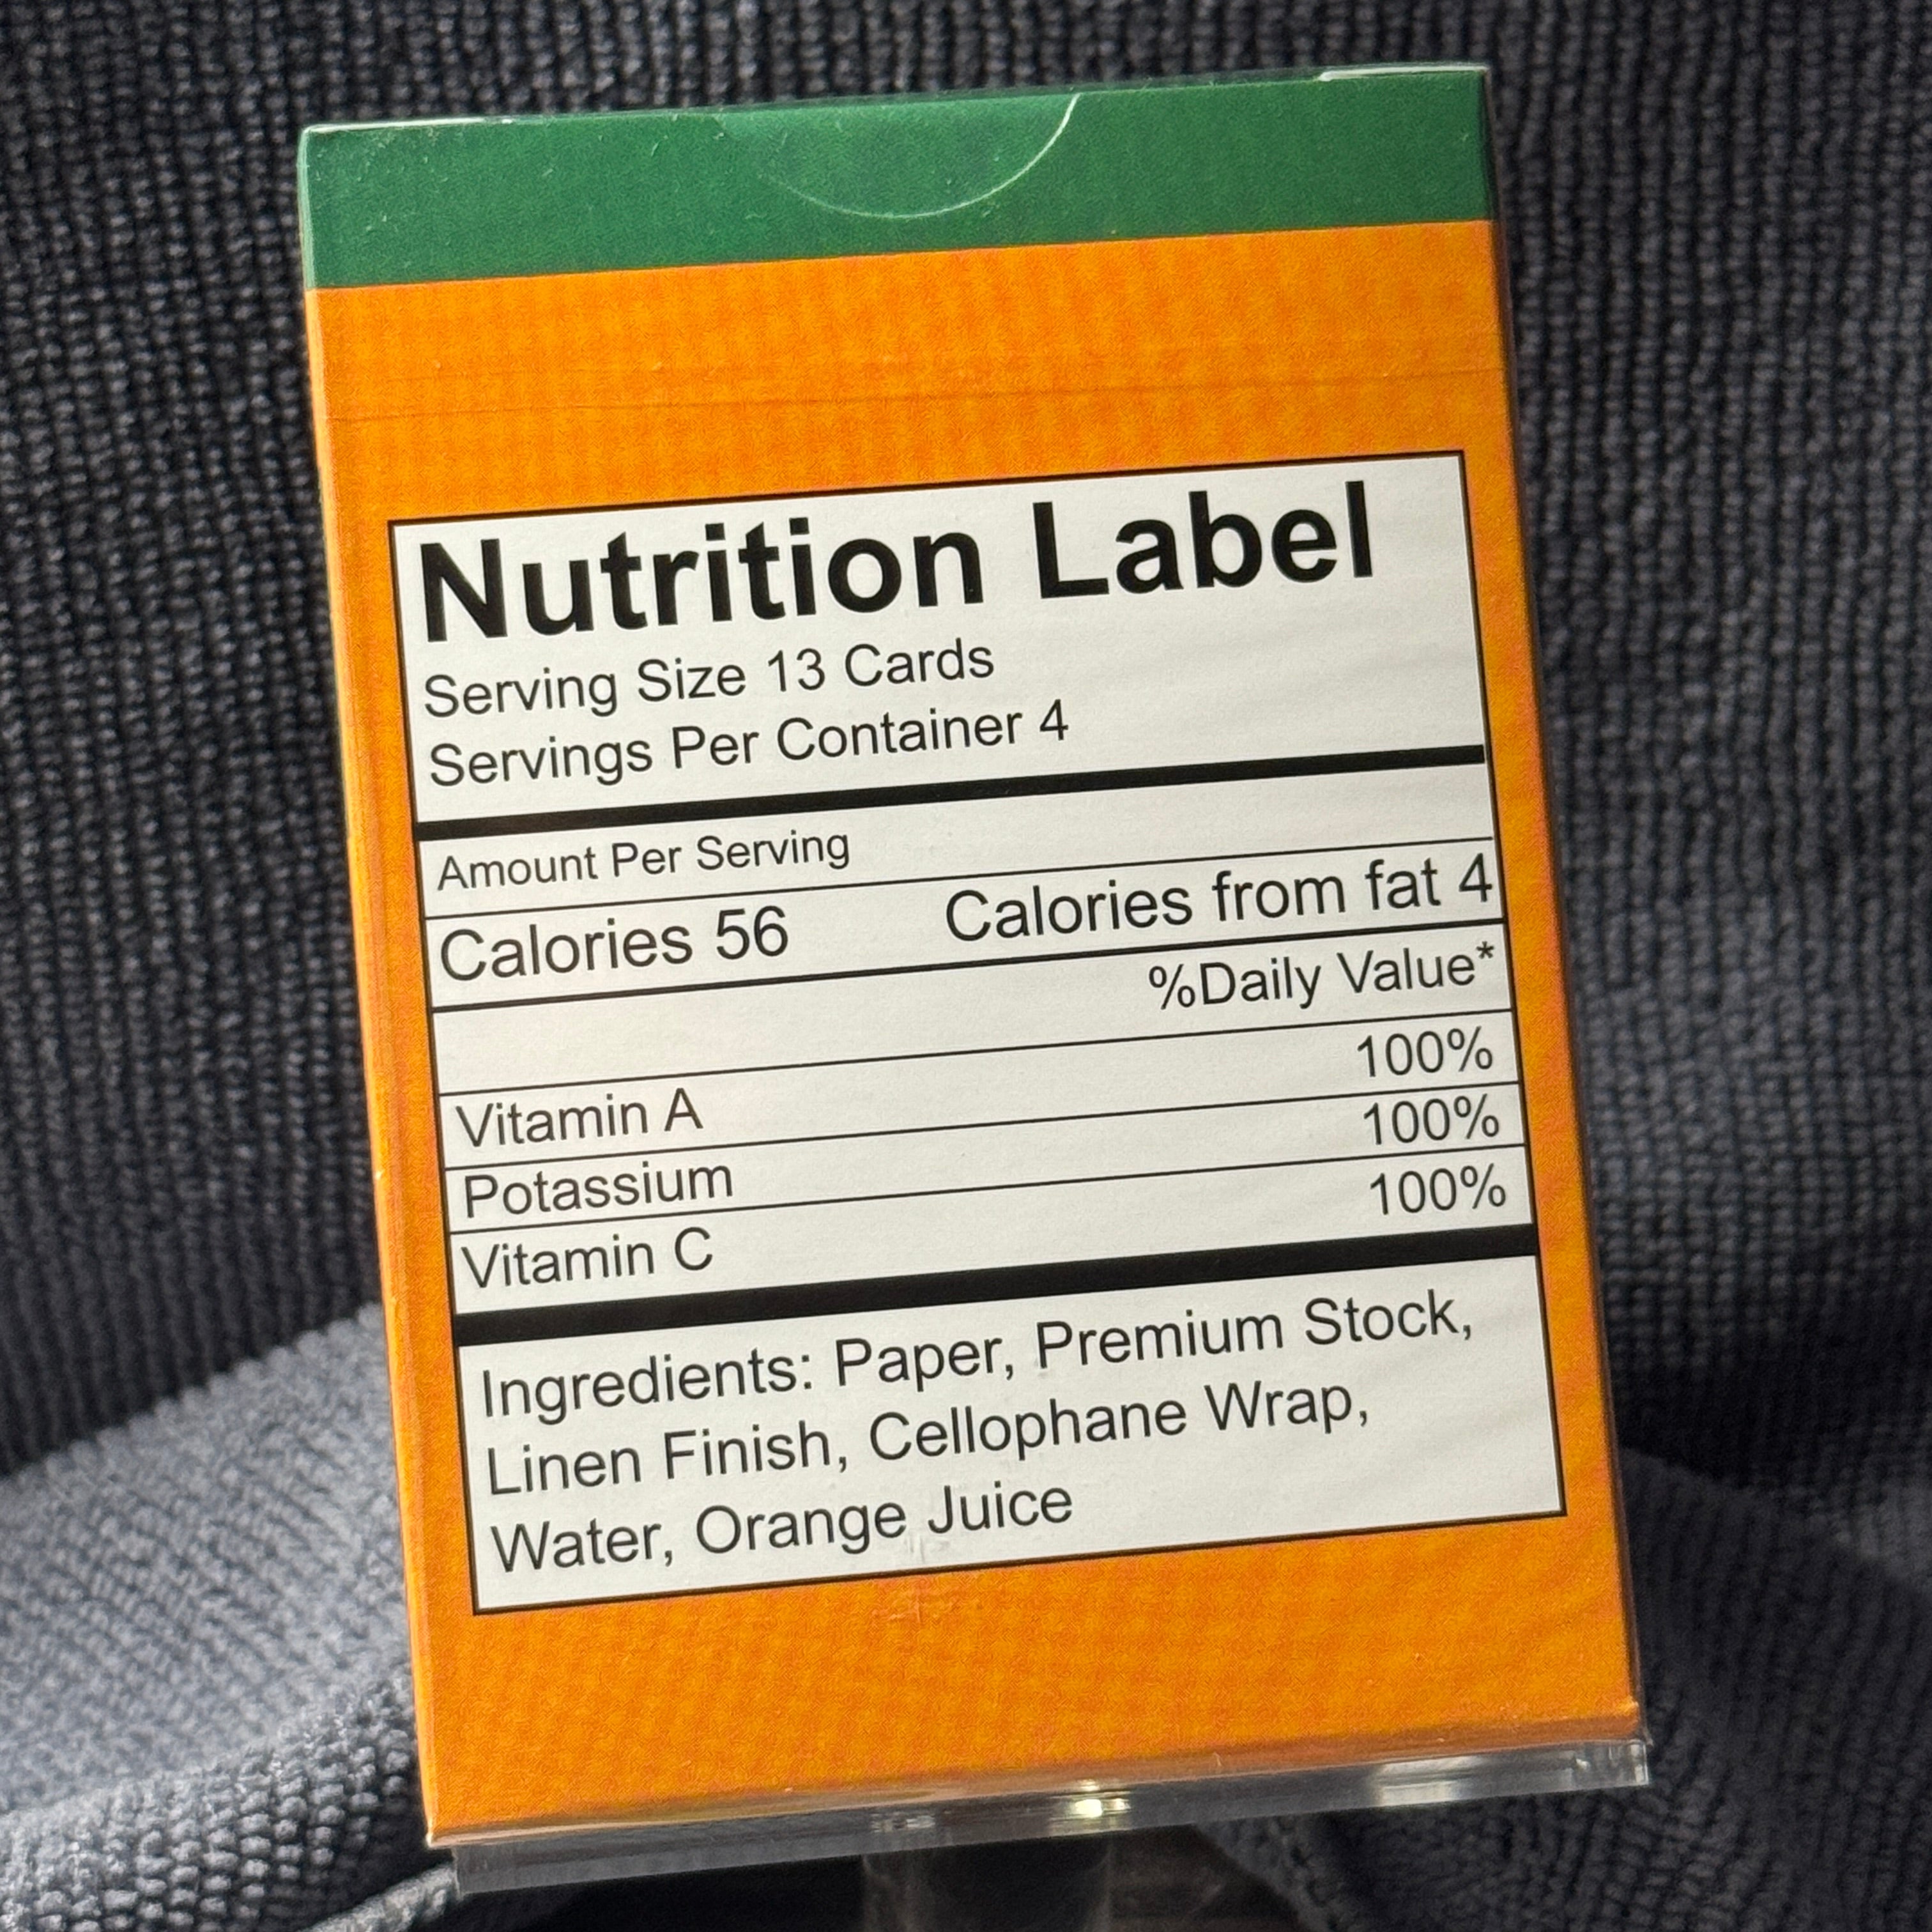 Nutrition Label
Serving Size 13 Cards
Servings Per Container 4
Amount Per Serving
Calories 56 Calories from fat 4
%Daily Value*
Vitamin A 100%
Potassium 100%
Vitamin C 100%
Ingredients: Paper, Premium Stock,
Linen Finish, Cellophane Wrap,
Water, Orange Juice